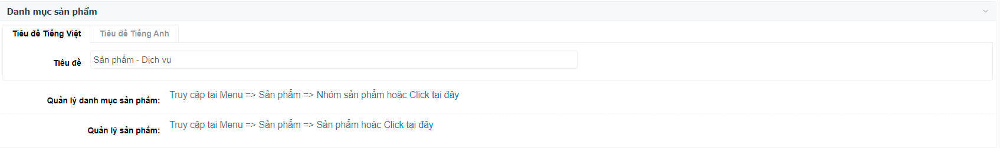 Danh mục sản phẩm
Tiêu đề Tiếng Việt Tiêu đề Tiếng Anh
Tiêu đề Sản phẩm - Dịch vụ
Quản lý danh mục sản phẩm: Truy cập tại Menu => Sản phẩm => Nhóm sản phẩm hoặc Click tại đây
Quản lý sản phẩm: Truy cập tại Menu => Sản phẩm => Sản phẩm hoặc Click tại đây